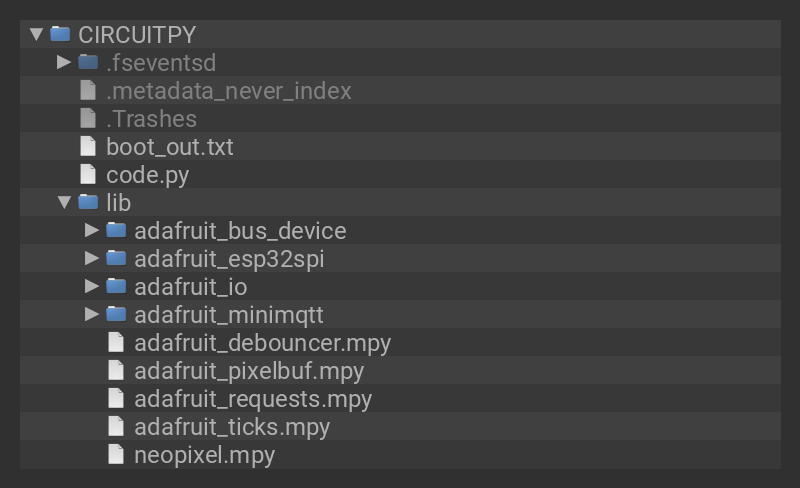 CIRCUITPY
.fseventsd
.metadata_never_index
.Trashes
boot_out.txt
code.py
lib
adafruit_bus_device
adafruit_esp32spi
adafruit_io
adafruit_minimqtt
adafruit_debouncer.mpy
adafruit_pixelbuf.mpy
adafruit_requests.mpy
adafruit_ticks.mpy
neopixel.mpy